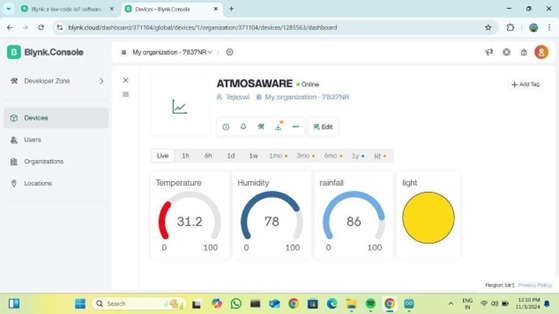 Blynk: a low-code IoT software
Devices - Blynk.Console
blynk.cloud/dashboard/371104/global/devices/1/organization/371104/devices/1285563/dashboard
Blynk.Console
My organization - 7837NR
Developer Zone
Devices
Users
Organizations
Locations
ATMOSAWARE
Online
Tejaswi
My organization - 7837NR
Add Tag
Edit
Live
1h
6h
1d
1w
1mo
3mo
6mo
1y
Temperature
31.2
0
100
Humidity
78
0
100
rainfall
86
0
100
light
Region: blr1
Privacy Policy
Search
ENG
IN
12:10 PM
11/3/2024